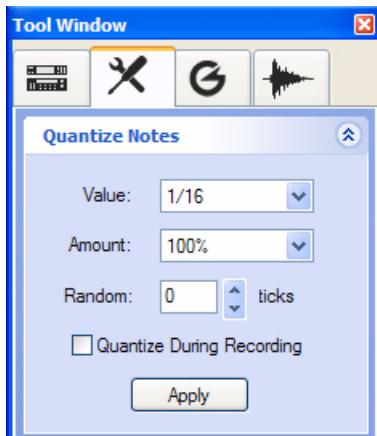 Tool Window
Quantize Notes
Value: 1/16
Amount: 100%
Random: 0 ticks
Quantize During Recording
Apply